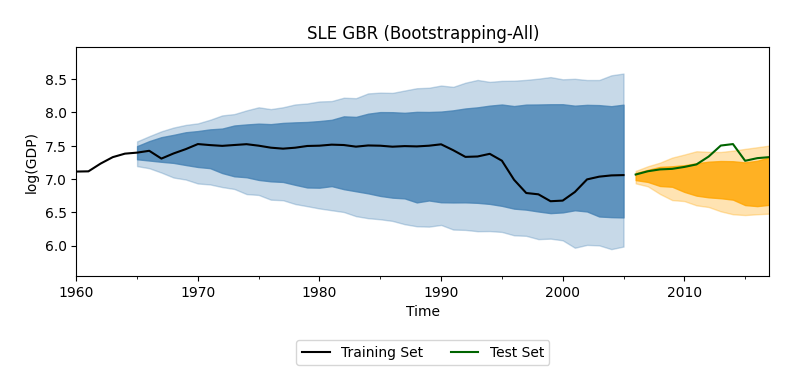 SLE GBR (Bootstrapping-All)
log(GDP)
8.5
8.0
7.5
7.0
6.5
6.0
1960 1970 1980 1990 2000 2010
Time
Training Set Test Set